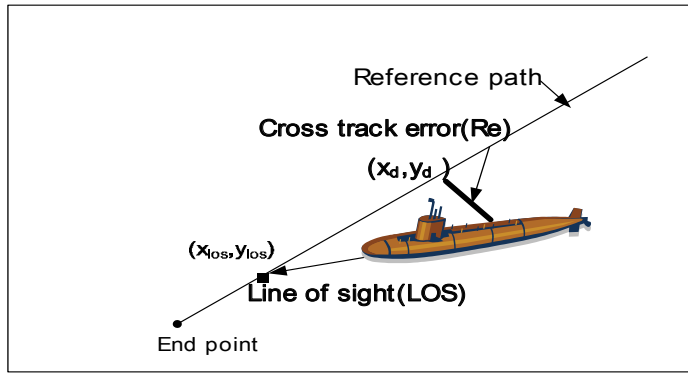 Reference path
Cross track error(Re)
(xd,yd )
(xlos,ylos)
Line of sight(LOS)
End point